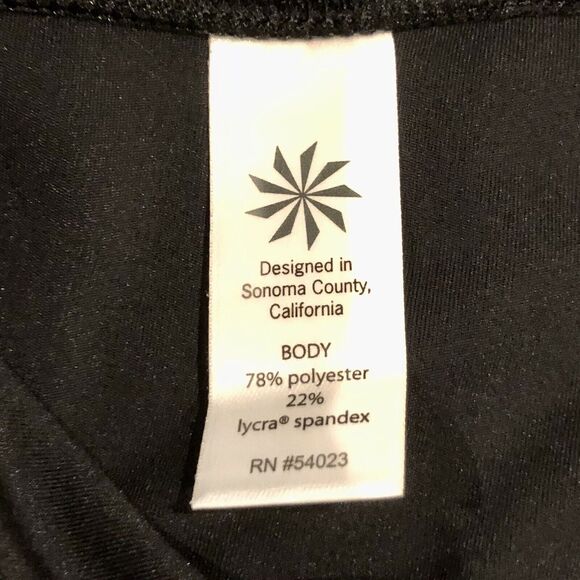 Designed in
Sonoma County,
California
BODY
78% polyester
22%
lycra® spandex
RN #54023